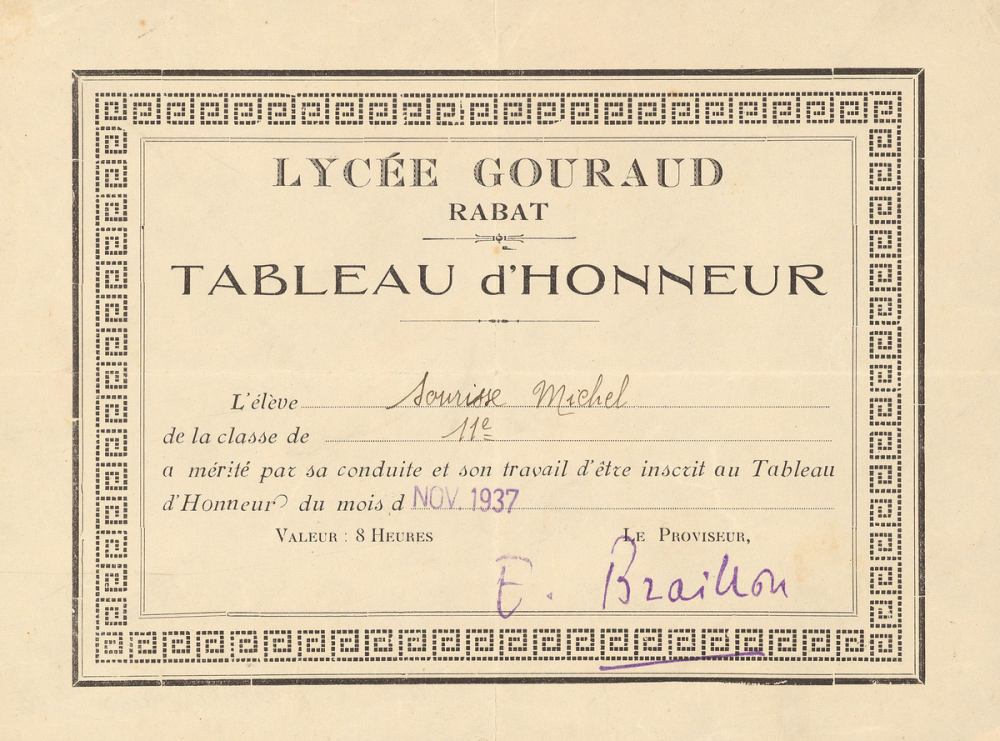 LYCÉE GOURAUD
RABAT
TABLEAU d'HONNEUR
L'élève Sourisse Michel
de la classe de 11e
a mérité par sa conduite et son travail d'être inscrit au Tableau
d'Honneur du mois d NOV. 1937
VALEUR : 8 HEURES LE PROVISEUR,
E. Braillon